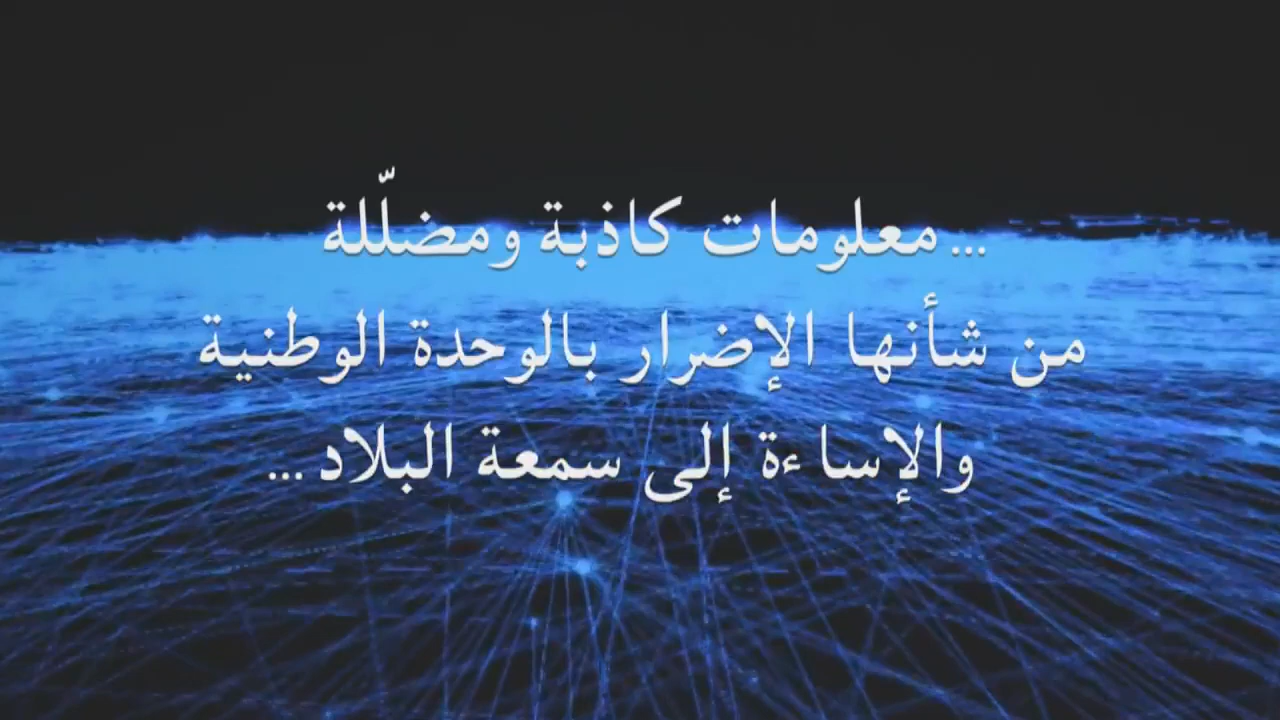 ... معلومات كاذبة ومضلّلة
من شأنها الإضرار بالوحدة الوطنية
والإساءة إلى سمعة البلاد ...